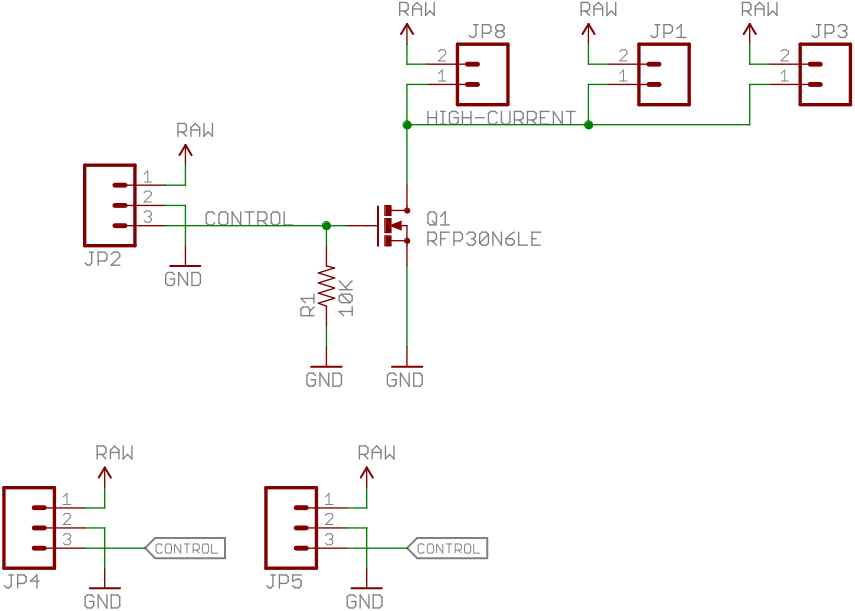 RAW RAW RAW
JP8 JP1 JP3
2 2 2
1 1 1
HIGH-CURRENT
RAW
1
2
3 CONTROL
Q1
RFP30N6LE
JP2
GND
R1
10K
GND GND
RAW RAW
1 1
2 2
3 CONTROL 3 CONTROL
JP4 JP5
GND GND